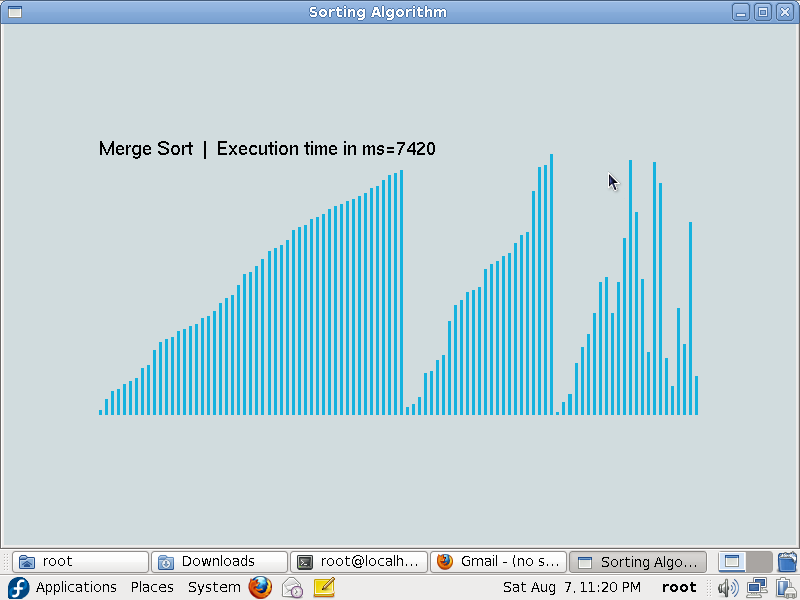 Sorting Algorithm
Merge Sort | Execution time in ms=7420
root
Downloads
root@localh...
Gmail - (no s...
Sorting Algo...
Applications Places System
Sat Aug 7, 11:20 PM
root